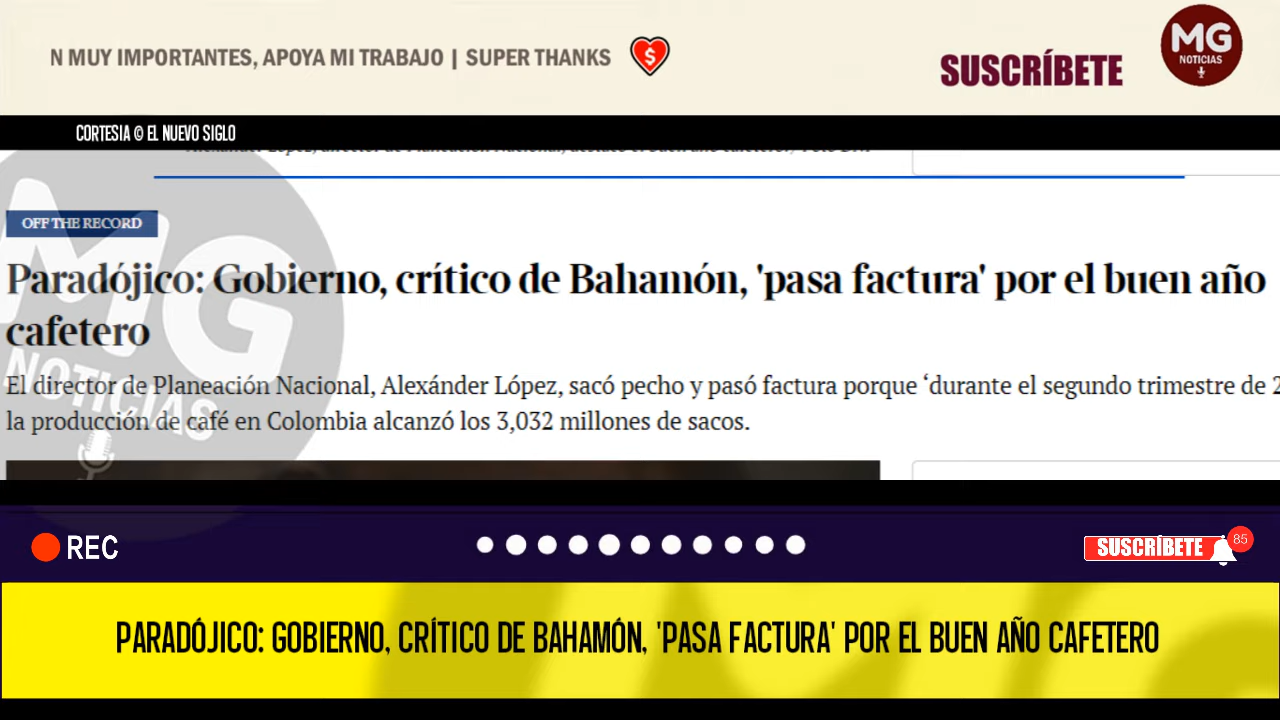 N MUY IMPORTANTES, APOYA MI TRABAJO | SUPER THANKS
$
SUSCRÍBETE
MG
NOTICIAS
CORTESIA © EL NUEVO SIGLO
OFF THE RECORD
Paradójico: Gobierno, crítico de Bahamón, 'pasa factura' por el buen año
cafetero
El director de Planeación Nacional, Alexánder López, sacó pecho y pasó factura porque ‘durante el segundo trimestre de 2
la producción de café en Colombia alcanzó los 3,032 millones de sacos.
MG
NOTICIAS
REC
SUSCRÍBETE
85
PARADÓJICO: GOBIERNO, CRÍTICO DE BAHAMÓN, 'PASA FACTURA' POR EL BUEN AÑO CAFETERO